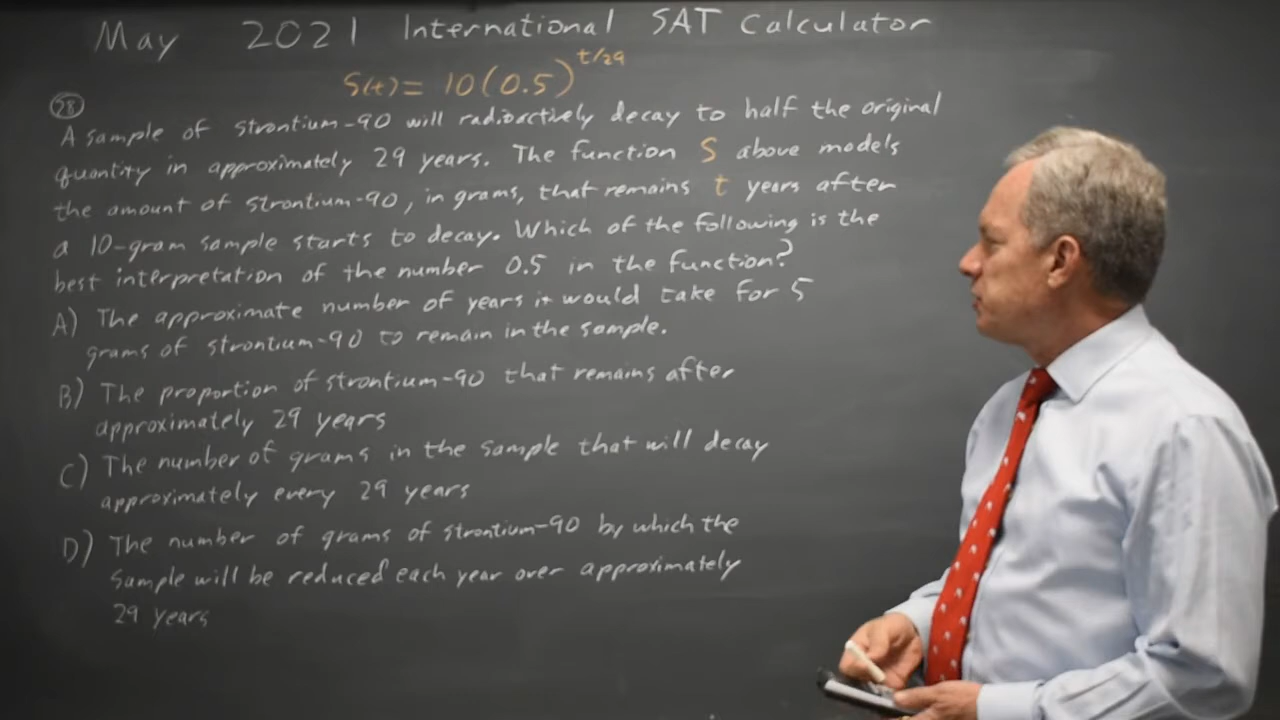 May 2021 International SAT Calculator
S(t) = 10(0.5)^t/29
28
A sample of strontium-90 will radioactively decay to half the original
quantity in approximately 29 years. The function S above models
the amount of strontium-90, in grams, that remains t years after
a 10-gram sample starts to decay. Which of the following is the
best interpretation of the number 0.5 in the function?
A) The approximate number of years it would take for 5
grams of strontium-90 to remain in the sample.
B) The proportion of strontium-90 that remains after
approximately 29 years
C) The number of grams in the sample that will decay
approximately every 29 years
D) The number of grams of strontium-90 by which the
sample will be reduced each year over approximately
29 years